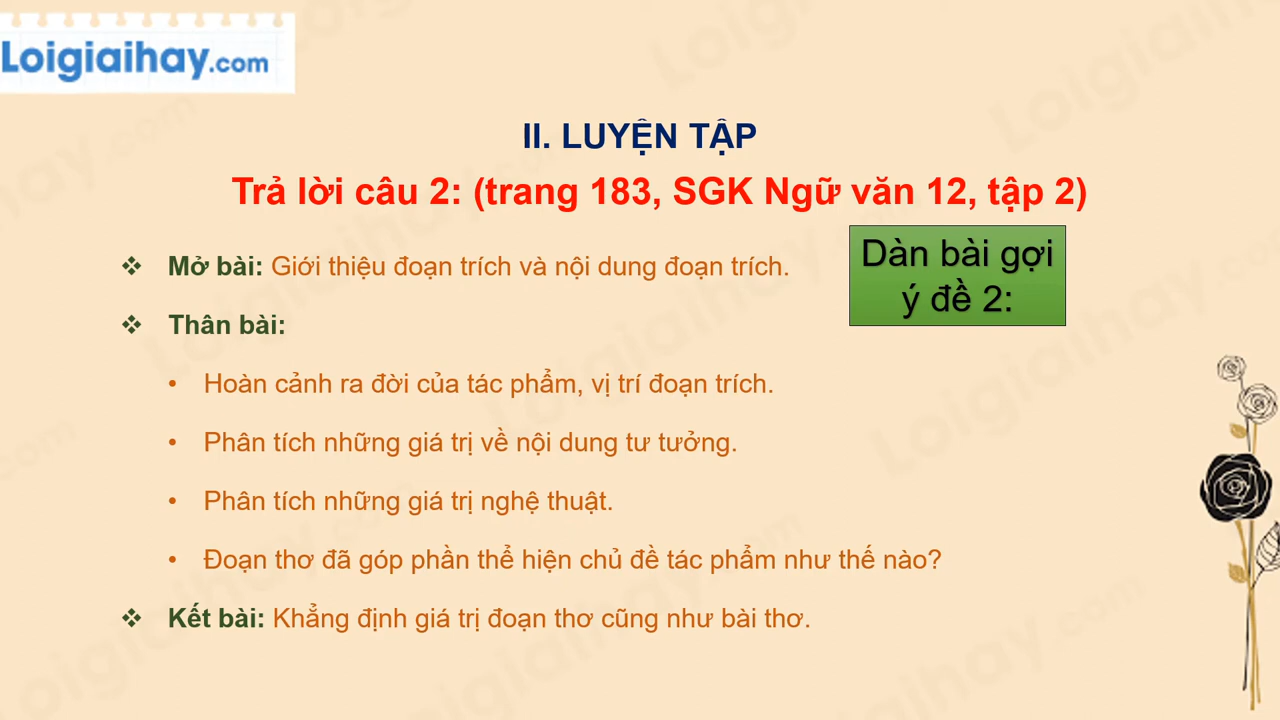 Loigiaihay.com
II. LUYỆN TẬP
Trả lời câu 2: (trang 183, SGK Ngữ văn 12, tập 2)
Dàn bài gợi
ý đề 2:
❖ Mở bài: Giới thiệu đoạn trích và nội dung đoạn trích.
❖ Thân bài:
• Hoàn cảnh ra đời của tác phẩm, vị trí đoạn trích.
• Phân tích những giá trị về nội dung tư tưởng.
• Phân tích những giá trị nghệ thuật.
• Đoạn thơ đã góp phần thể hiện chủ đề tác phẩm như thế nào?
❖ Kết bài: Khẳng định giá trị đoạn thơ cũng như bài thơ.